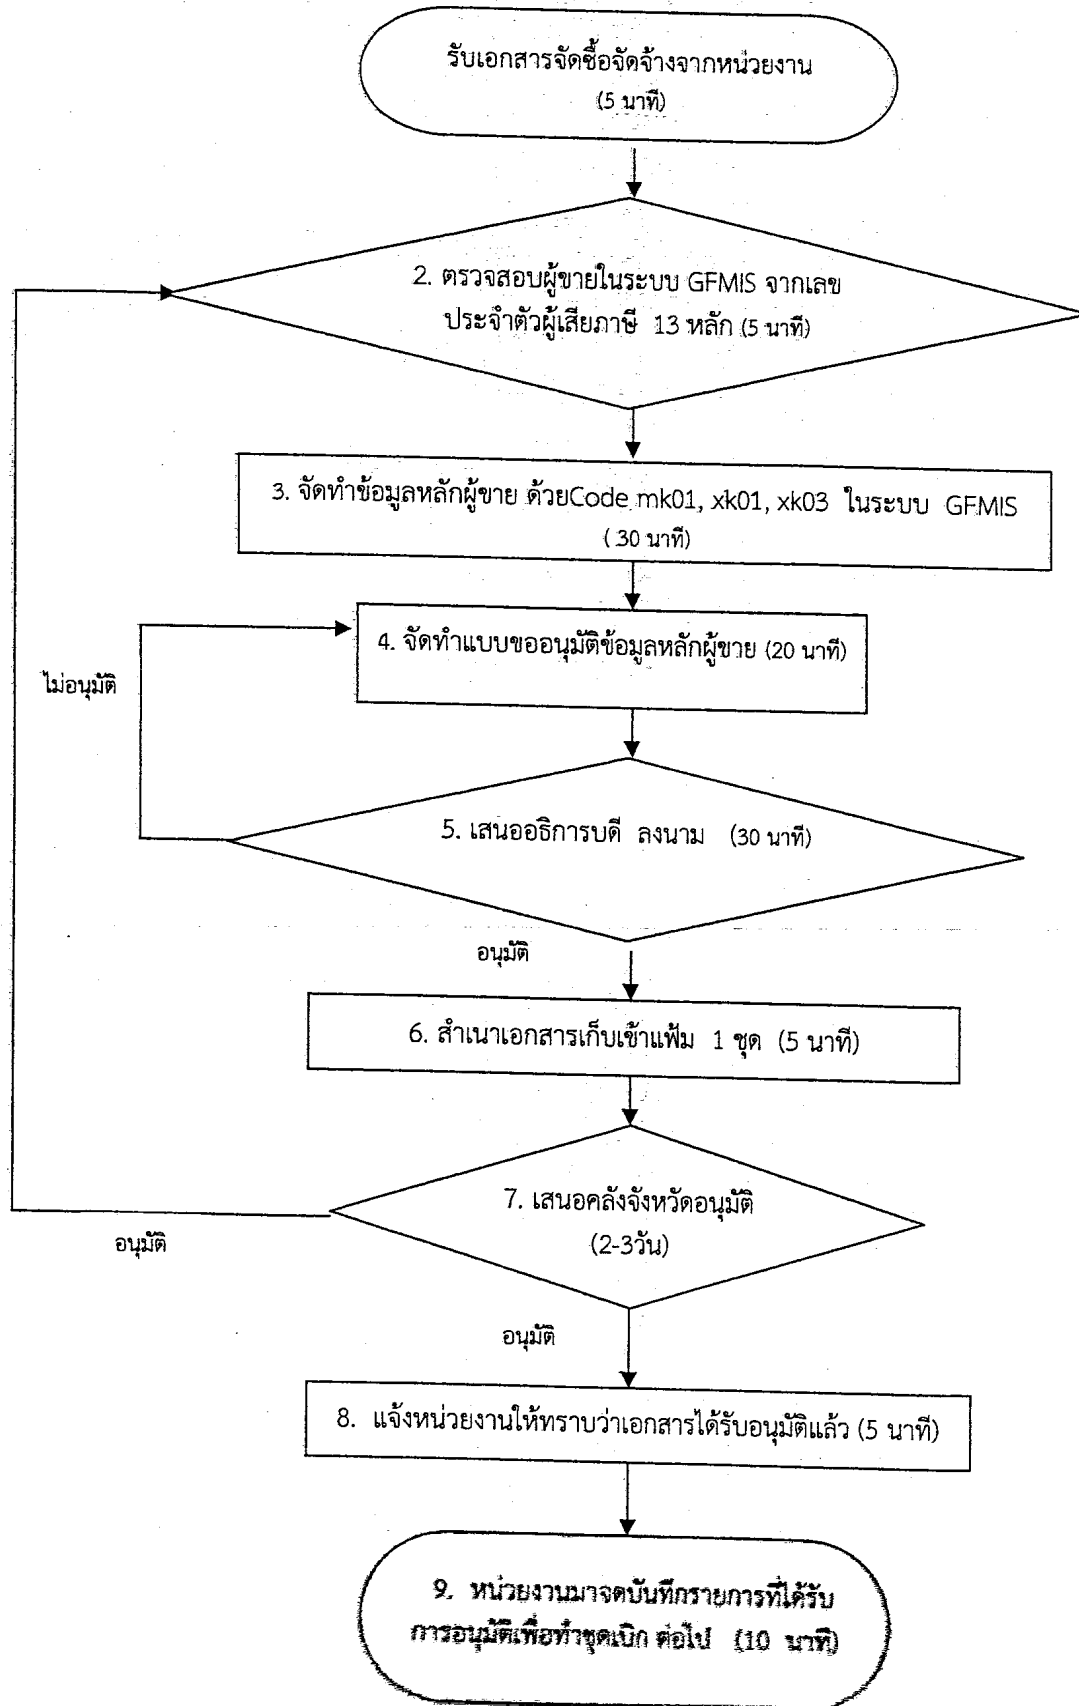 รับเอกสารจัดซื้อจัดจ้างจากหน่วยงาน
(5 นาที)
2. ตรวจสอบผู้ขายในระบบ GFMIS จากเลข
ประจำตัวผู้เสียภาษี 13 หลัก (5 นาที)
3. จัดทำข้อมูลหลักผู้ขาย ด้วยCode mk01, xk01, xk03 ในระบบ GFMIS
( 30 นาที)
4. จัดทำแบบขออนุมัติข้อมูลหลักผู้ขาย (20 นาที)
ไม่อนุมัติ
5. เสนออธิการบดี ลงนาม (30 นาที)
อนุมัติ
6. สำเนาเอกสารเก็บเข้าแฟ้ม 1 ชุด (5 นาที)
7. เสนอคลังจังหวัดอนุมัติ
(2-3วัน)
อนุมัติ
อนุมัติ
8. แจ้งหน่วยงานให้ทราบว่าเอกสารได้รับอนุมัติแล้ว (5 นาที)
9. หน่วยงานมาจดบันทึกรายการที่ได้รับ
การอนุมัติเพื่อทำชุดเบิก ต่อไป (10 นาที)